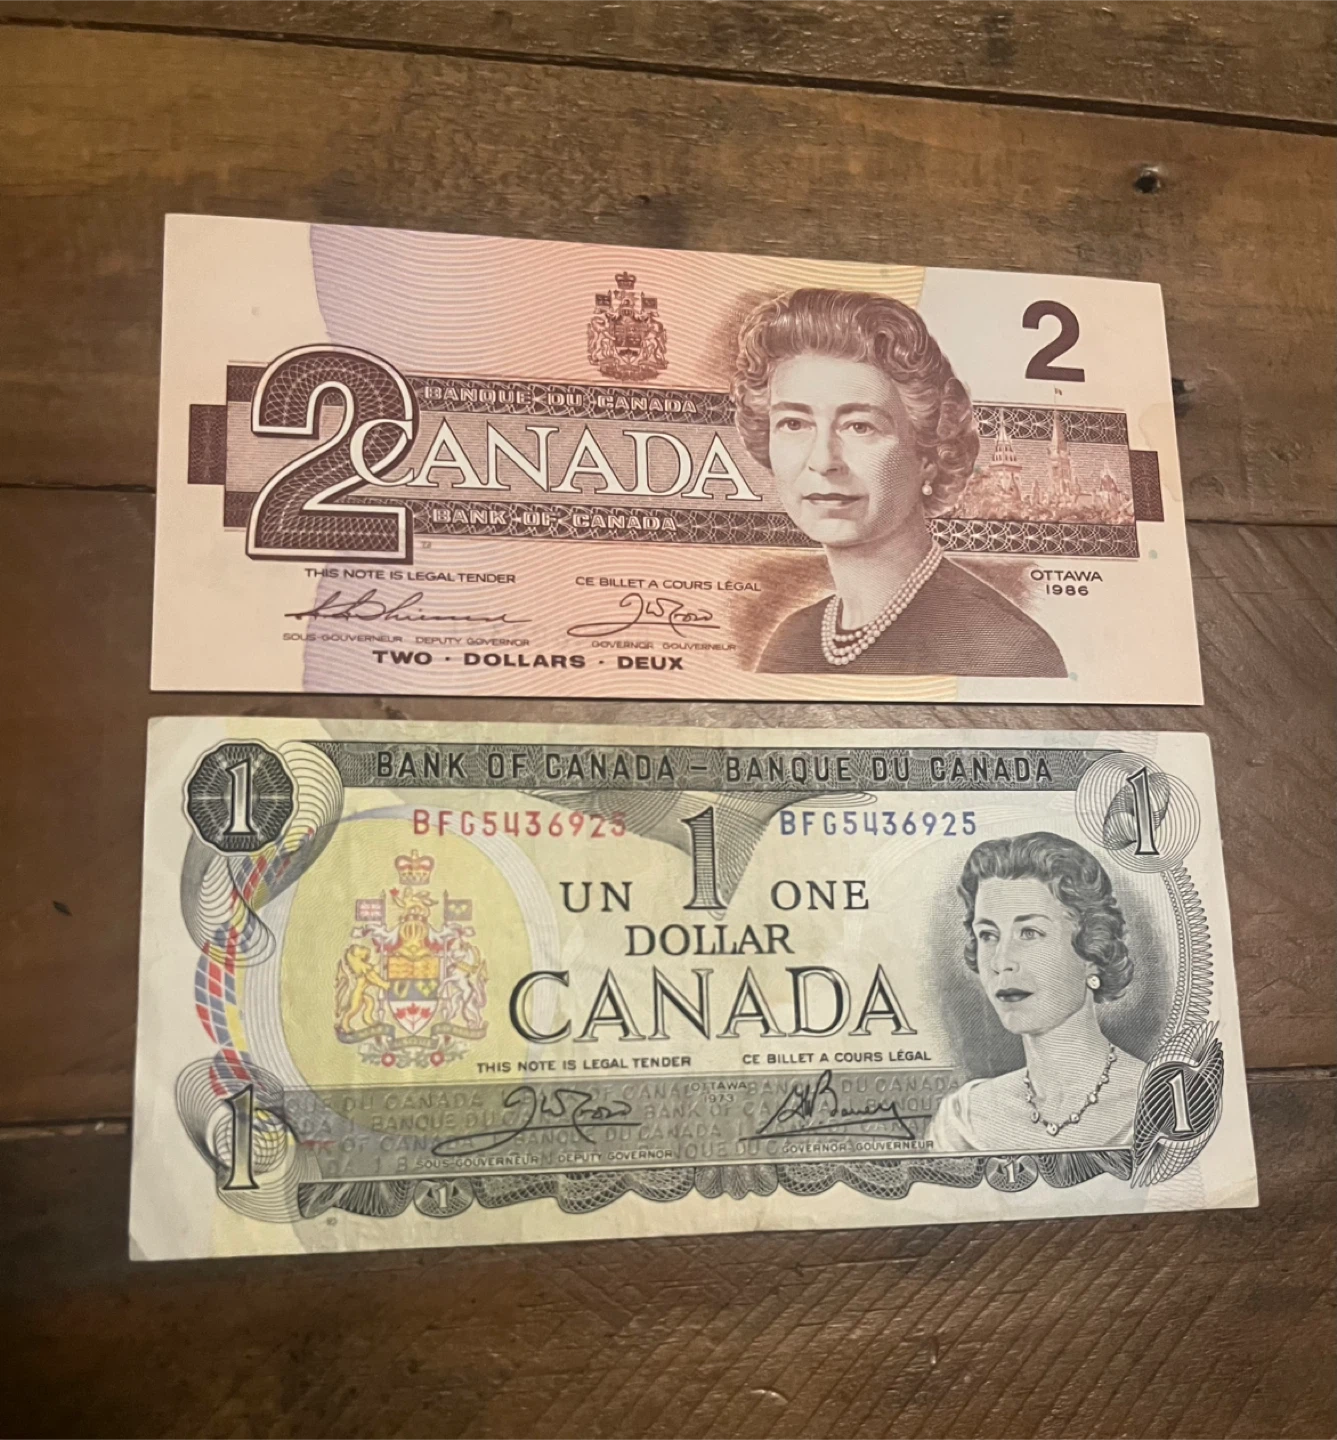 2
BANQUE DU CANADA
2
CANADA
BANK OF CANADA
THIS NOTE IS LEGAL TENDER CE BILLET A COURS LÉGAL
OTTAWA
1986
SOUS-GOUVERNEUR DEPUTY GOVERNOR GOVERNOR GOUVERNEUR
TWO · DOLLARS · DEUX
1 BANK OF CANADA – BANQUE DU CANADA 1
BFG5436925 BFG5436925
UN 1 ONE
DOLLAR
CANADA
THIS NOTE IS LEGAL TENDER CE BILLET A COURS LÉGAL
OTTAWA
1973
1 1
SOUS-GOUVERNEUR DEPUTY GOVERNOR GOVERNOR-GOUVERNEUR
1 1